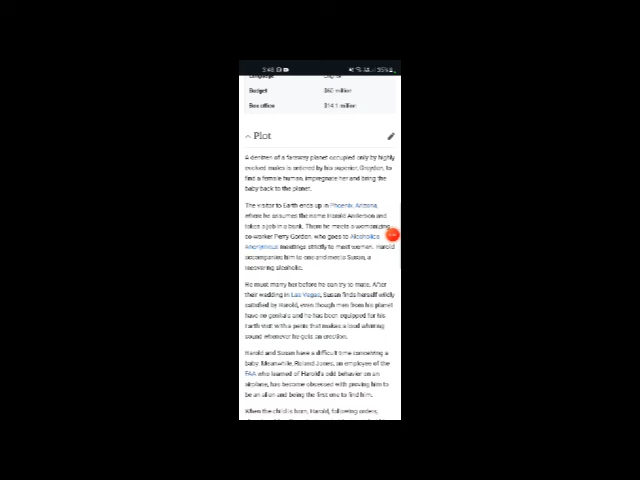 Language
Budget $60 million
Box office $14.1 million
Plot
A denizen of a faraway planet occupied only by highly
evolved males is ordered by his superior, Graydon, to
find a female human, impregnate her and bring the
baby back to the planet.
The visitor to Earth ends up in Phoenix, Arizona,
where he assumes the name Harold Anderson and
takes a job in a bank. There he meets a womanizing
co-worker Perry Gordon, who goes to Alcoholics
Anonymous meetings strictly to meet women. Harold
accompanies him to one and meets Susan, a
recovering alcoholic.
He must marry her before he can try to mate. After
their wedding in Las Vegas, Susan finds herself wildly
satisfied by Harold, even though men from his planet
have no genitals and he has been equipped for his
Earth visit with a penis that makes a loud whirring
sound whenever he gets an erection.
Harold and Susan have a difficult time conceiving a
baby. Meanwhile, Roland Jones, an employee of the
FAA who learned of Harold's odd behavior on an
airplane, has become obsessed with proving him to
be an alien and being the first one to find him.
When the child is born, Harold, following orders,